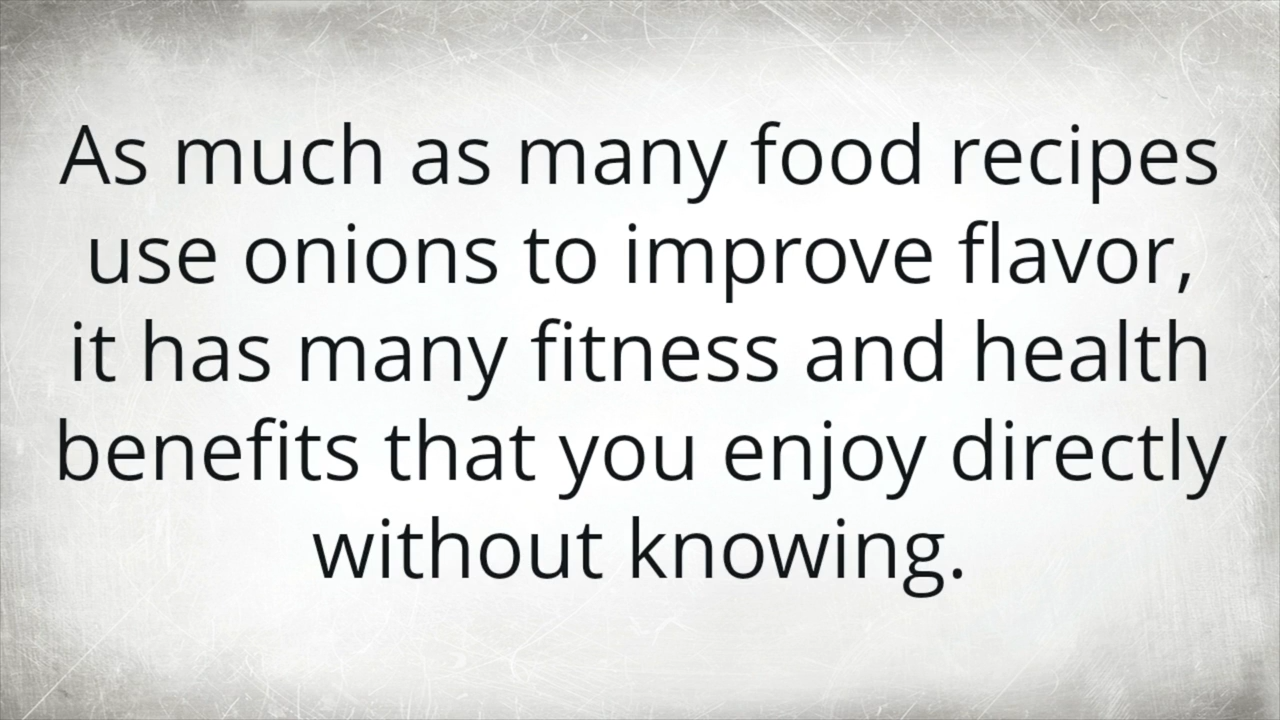 As much as many food recipes
use onions to improve flavor,
it has many fitness and health
benefits that you enjoy directly
without knowing.